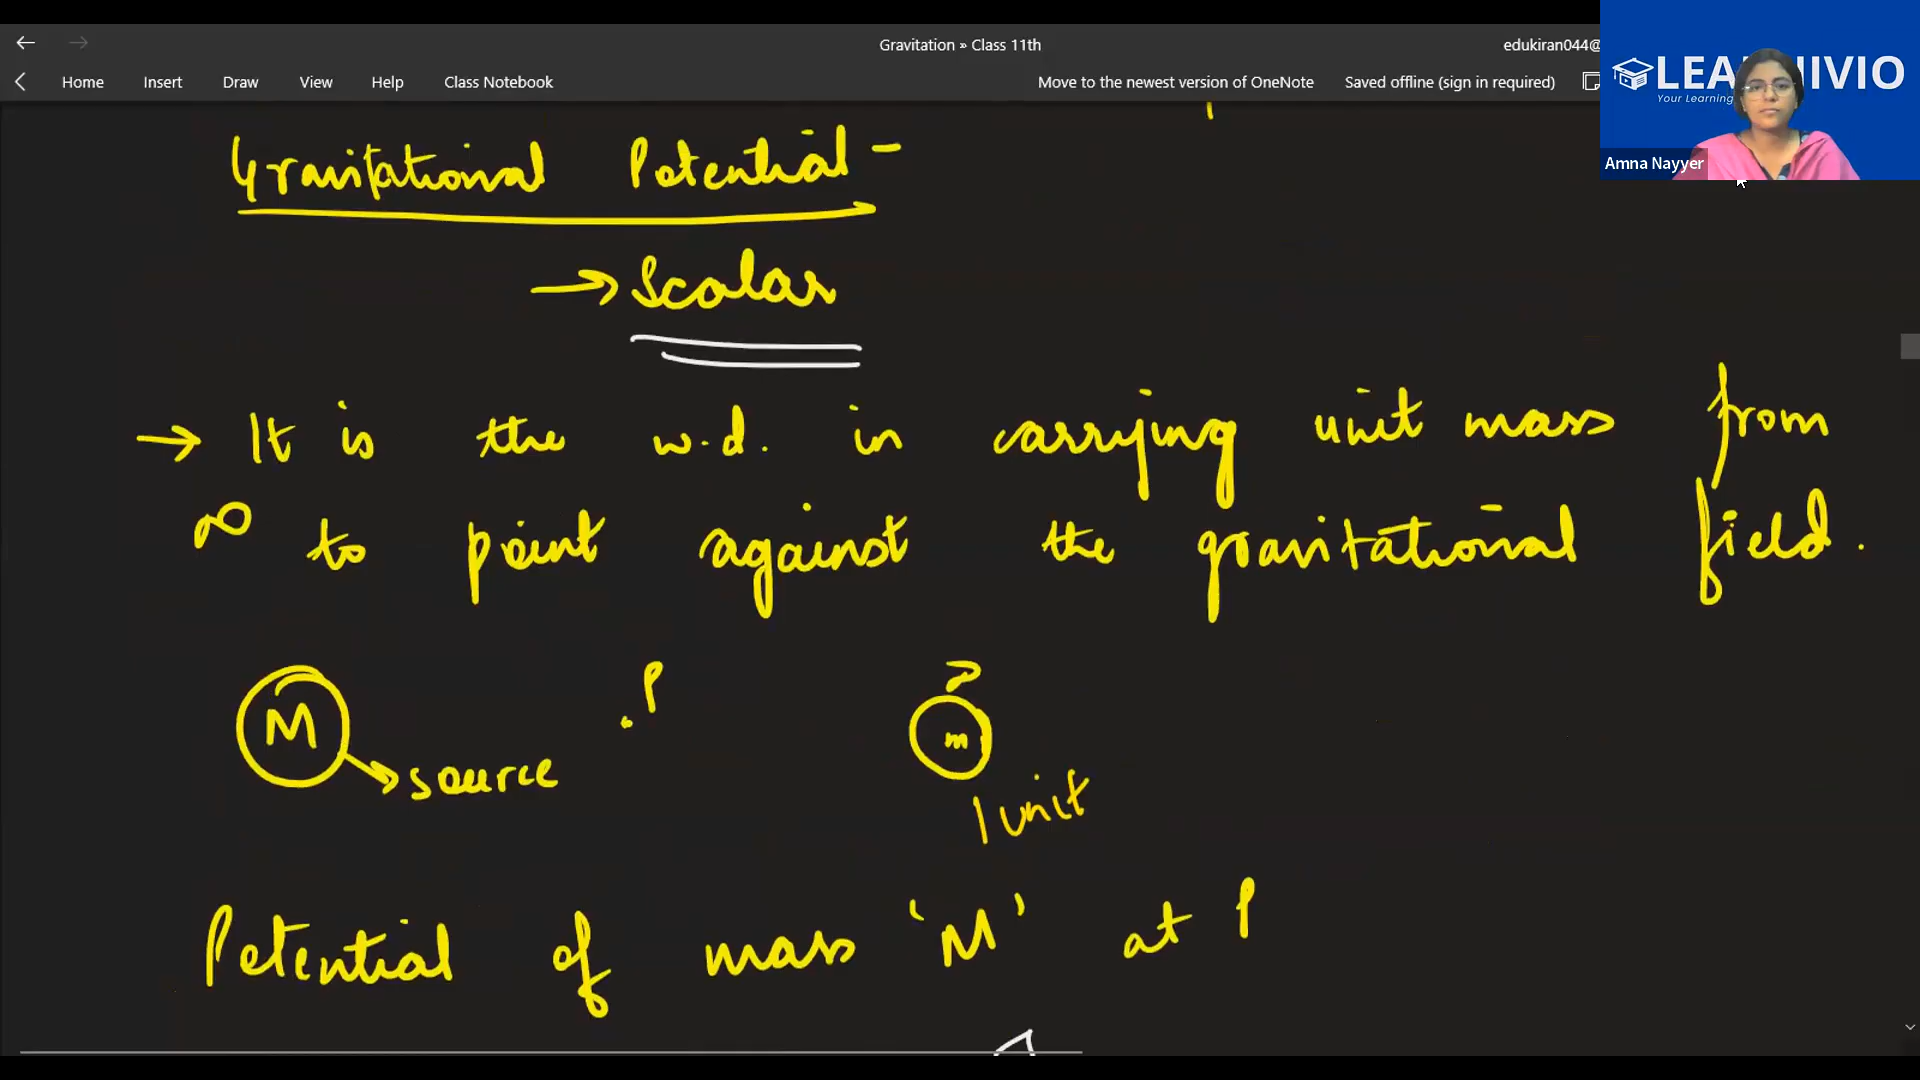 Gravitation » Class 11th
edukiran044@
Home Insert Draw View Help Class Notebook
Move to the newest version of OneNote Saved offline (sign in required)
LEA IVIO
Your Learning
Amna Nayyer
Gravitational Potential -
→ Scalar
→ It is the w.d. in carrying unit mass from
∞ to point against the gravitational field.
M
.P
m
→ source
1 unit
Potential of mass 'M' at P